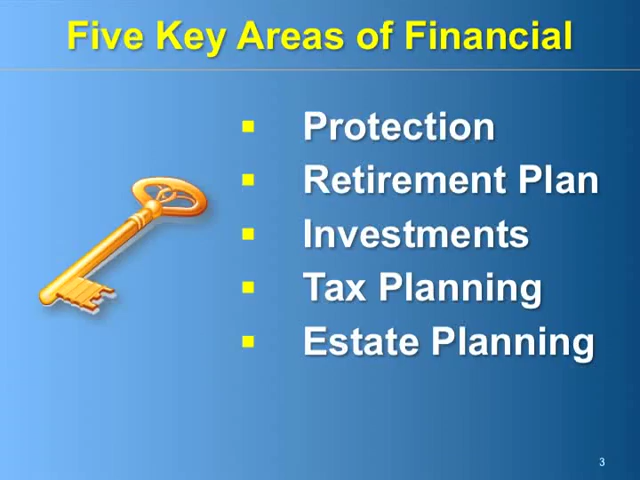 Five Key Areas of Financial
Protection
Retirement Plan
Investments
Tax Planning
Estate Planning
3